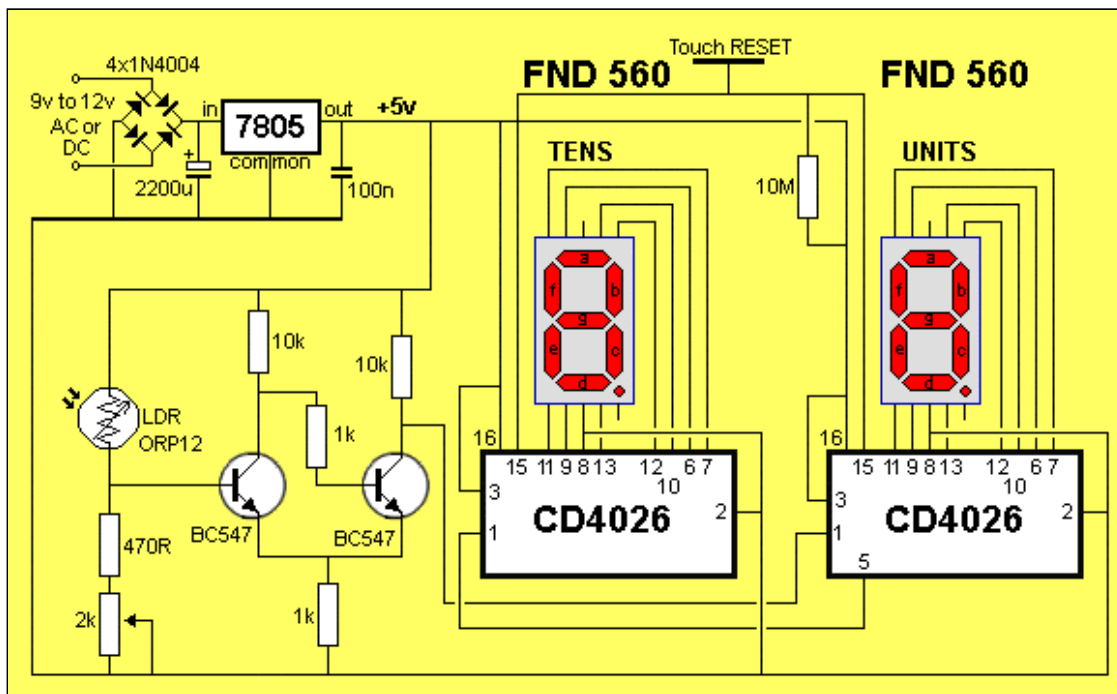 Touch RESET
FND 560
FND 560
4x1N4004
9v to 12v
AC or
DC
in
7805
out
+5v
common
+
2200u
100n
TENS
UNITS
10M
a
f
b
g
e
c
d
a
f
b
g
e
c
d
10k
10k
1k
LDR
ORP12
BC547
BC547
470R
2k
1k
16
15
11
9
8
13
12
10
6
7
3
1
2
CD4026
16
15
11
9
8
13
12
10
6
7
3
1
2
5
CD4026